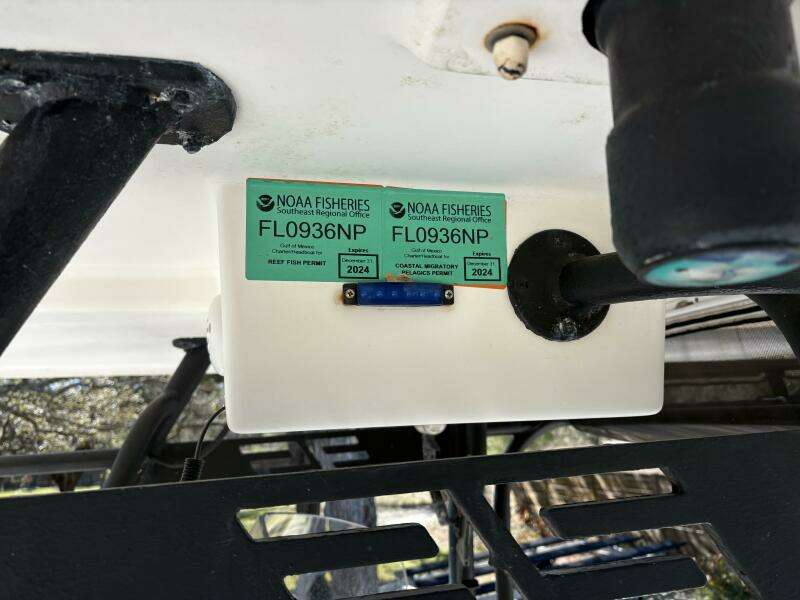 NOAA FISHERIES
Southeast Regional Office
FL0936NP
Gulf of Mexico
Charter/Headboat for
REEF FISH PERMIT
Expires
December 31,
2024
NOAA FISHERIES
Southeast Regional Office
FL0936NP
Gulf of Mexico
Charter/Headboat for
COASTAL MIGRATORY
PELAGICS PERMIT
Expires
December 31,
2024